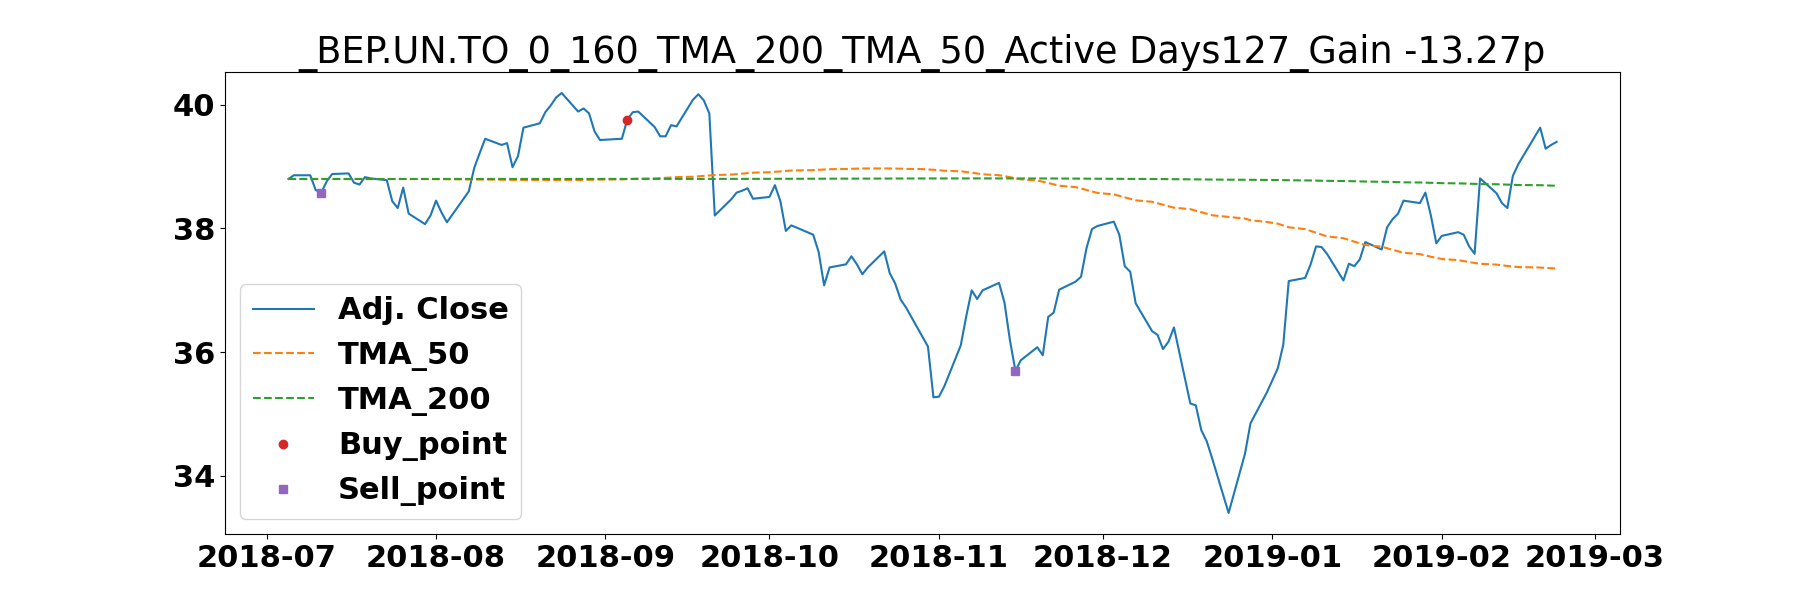 _BEP.UN.TO_0_160_TMA_200_TMA_50_Active Days127_Gain -13.27p
40
38
36
34
Adj. Close
TMA_50
TMA_200
Buy_point
Sell_point
2018-07 2018-08 2018-09 2018-10 2018-11 2018-12 2019-01 2019-02 2019-03